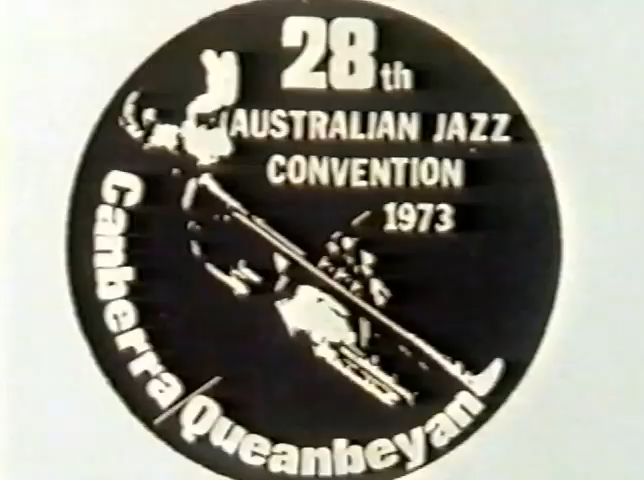 28th
AUSTRALIAN JAZZ
CONVENTION
1973
Canberra/Queanbeyan